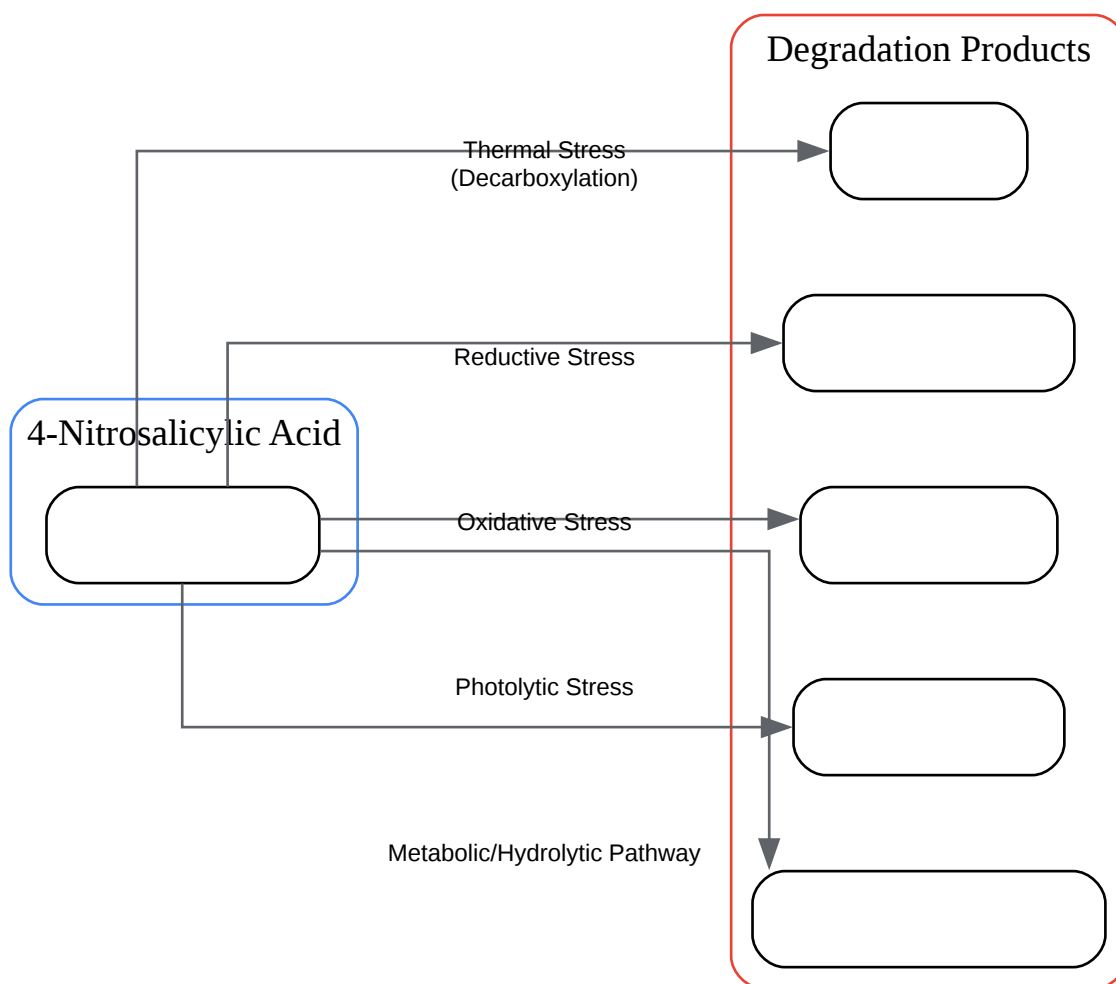 Degradation Products
Thermal Stress
(Decarboxylation)
Reductive Stress
4-Nitrosalicylic Acid
Oxidative Stress
Photolytic Stress
Metabolic/Hydrolytic Pathway